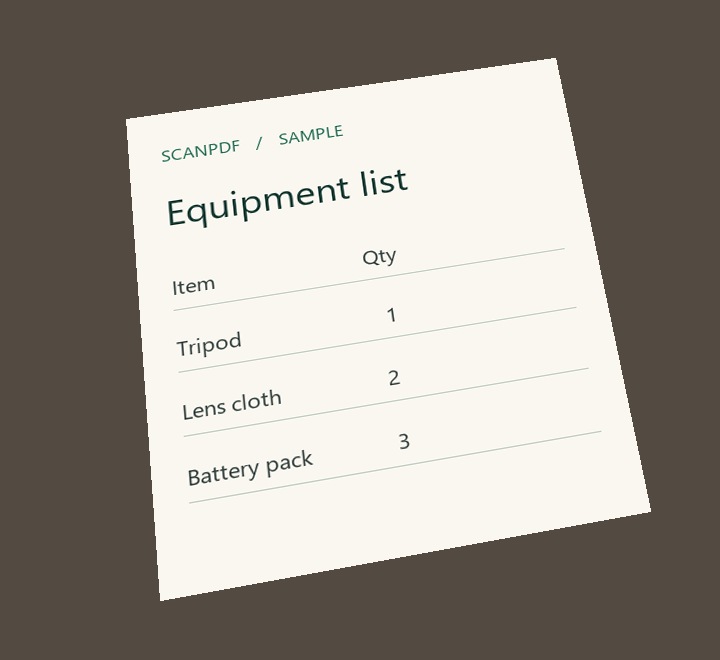 SCANPDF / SAMPLE
Equipment list
Item Qty
Tripod 1
Lens cloth 2
Battery pack 3